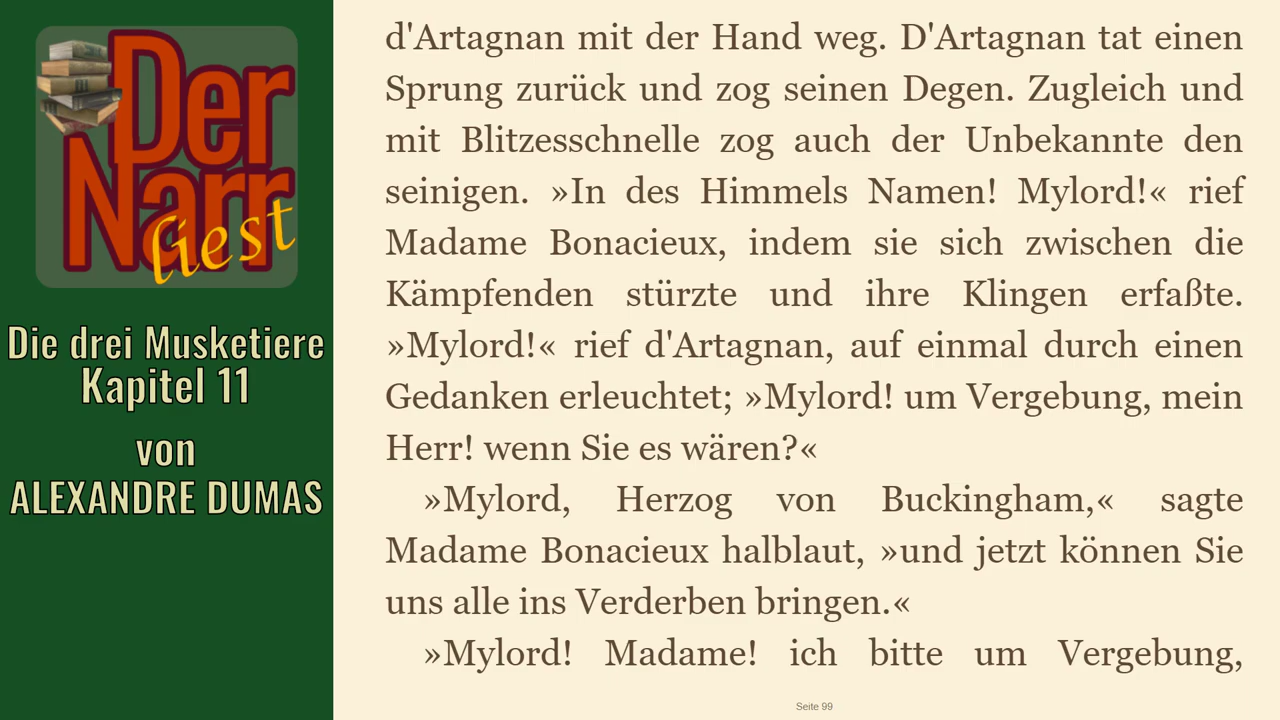 Der
Narr
liest
Die drei Musketiere
Kapitel 11
von
ALEXANDRE DUMAS
d'Artagnan mit der Hand weg. D'Artagnan tat einen
Sprung zurück und zog seinen Degen. Zugleich und
mit Blitzesschnelle zog auch der Unbekannte den
seinigen. »In des Himmels Namen! Mylord!« rief
Madame Bonacieux, indem sie sich zwischen die
Kämpfenden stürzte und ihre Klingen erfaßte.
»Mylord!« rief d'Artagnan, auf einmal durch einen
Gedanken erleuchtet; »Mylord! um Vergebung, mein
Herr! wenn Sie es wären?«
»Mylord, Herzog von Buckingham,« sagte
Madame Bonacieux halblaut, »und jetzt können Sie
uns alle ins Verderben bringen.«
»Mylord! Madame! ich bitte um Vergebung,
Seite 99